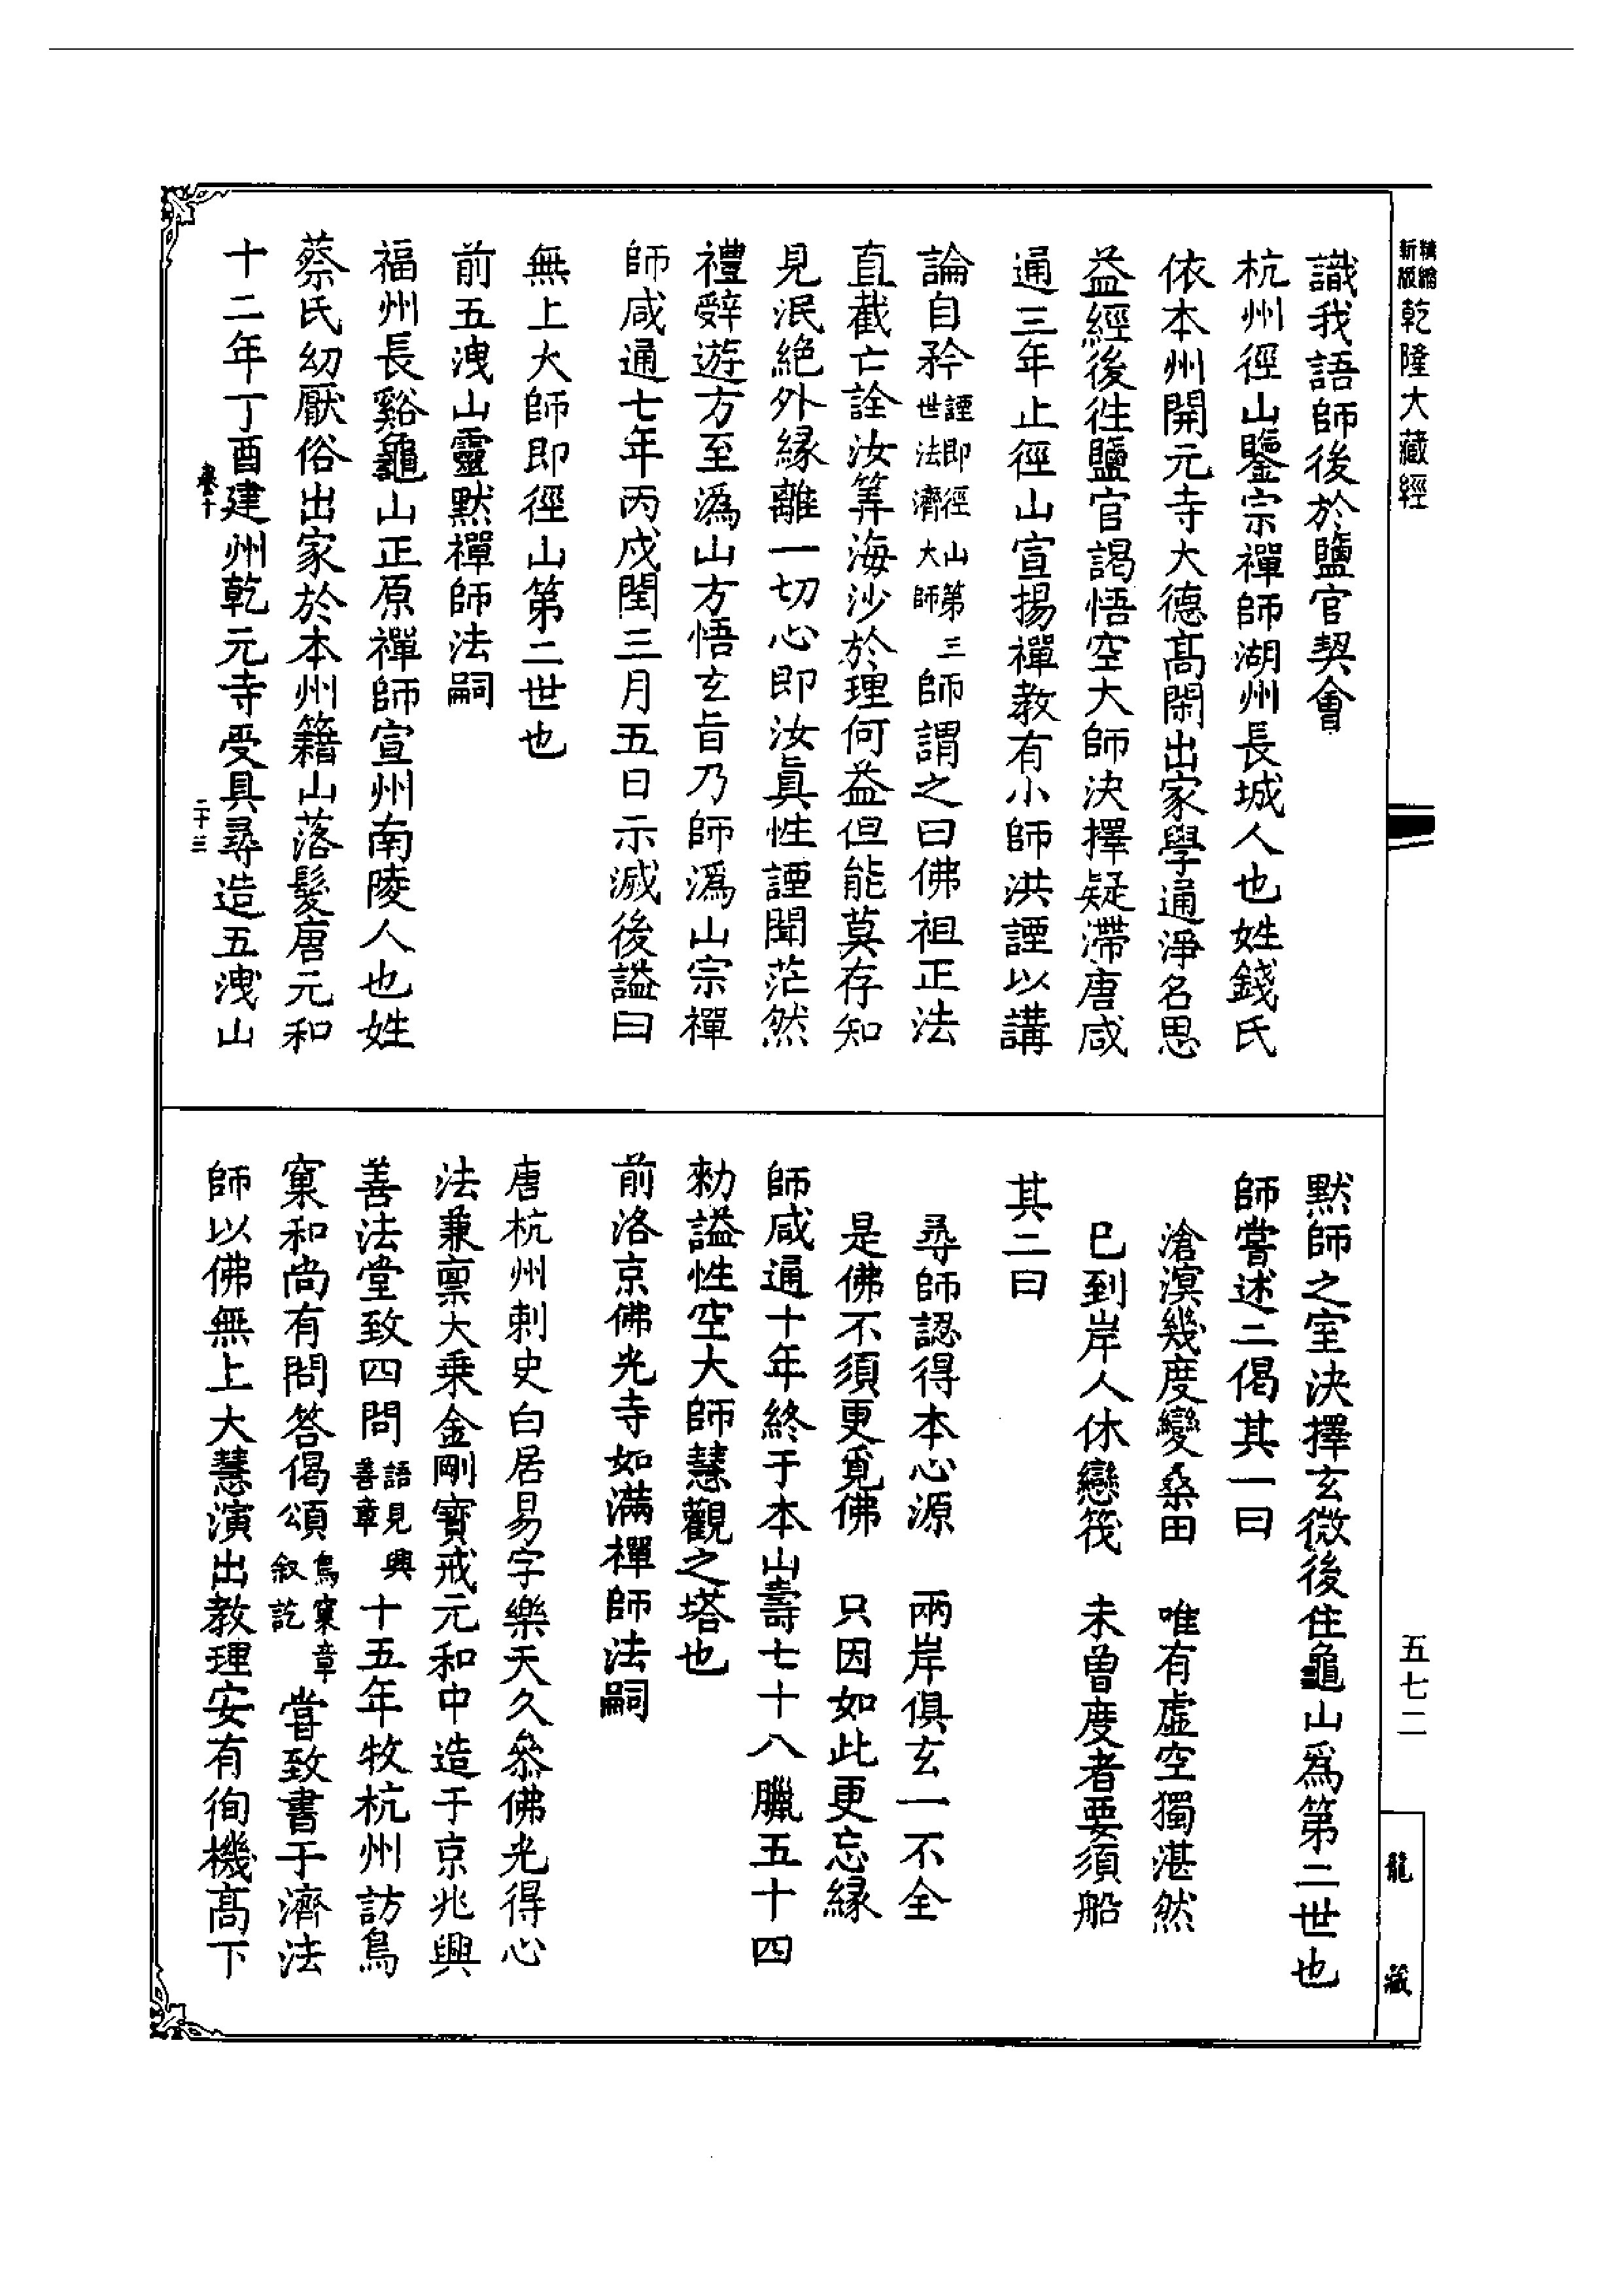 精縮新版乾隆大藏經
五七二
龍藏
識我語師後於鹽官契會
杭州徑山鑒宗禪師湖州長城人也姓錢氏
依本州開元寺大德髙閑出家學通淨名思
益經後徃鹽官謁悟空大師決擇疑滯唐咸
通三年止徑山宣揚禪教有小師洪諲以講
論自矜諲即徑山第三世法濟大師師謂之曰佛祖正法
直截亡詮汝筭海沙於理何益但能莫存知
見泯絶外縁離一切心即汝眞性諲聞茫然
禮辭遊方至潙山方悟玄旨乃師潙山宗禪
師咸通七年丙戍閏三月五日示滅後謚曰
無上大師即徑山第二世也
前五洩山靈默禪師法嗣
福州長谿龜山正原禪師宣州南陵人也姓
蔡氏幼厭俗出家於本州籍山落髮唐元和
十二年丁酉建州乾元寺受具尋造五洩山
卷十 二十三
默師之室決擇玄微後住龜山爲第二世也
師嘗述二偈其一曰
滄溟幾度變桑田 唯有虛空獨湛然
已到岸人休戀筏 未曾度者要須船
其二曰
尋師認得本心源 兩岸俱玄一不全
是佛不須更覓佛 只因如此更忘縁
師咸通十年終于本山壽七十八臘五十四
勅謚性空大師慧觀之塔也
前洛京佛光寺如滿禪師法嗣
唐杭州刺史白居易字樂天久叅佛光得心
法兼禀大乗金剛寳戒元和中造于京兆興
善法堂致四問語見興善章十五年牧杭州訪鳥
窠和尚有問答偈頌鳥窠章叙訖甞致書于濟法
師以佛無上大慧演出教理安有徇機髙下